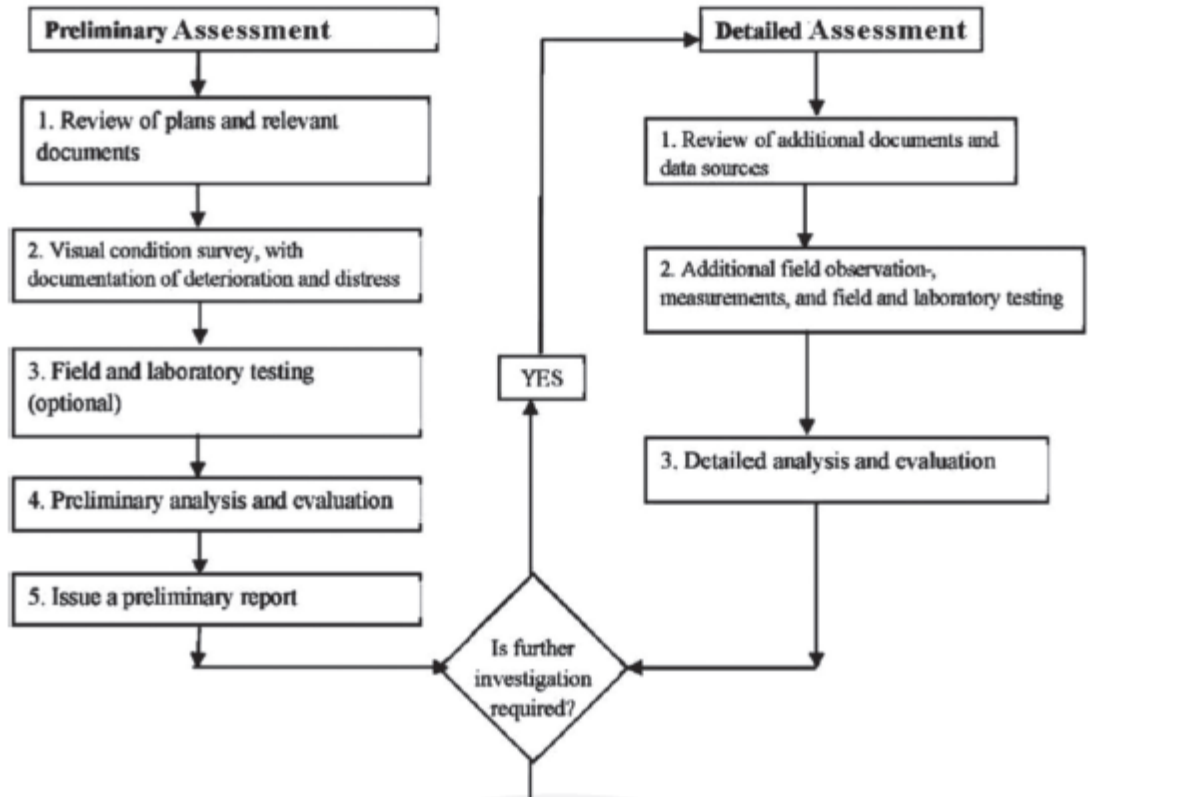 Preliminary Assessment
1. Review of plans and relevant
documents
2. Visual condition survey, with
documentation of deterioration and distress
3. Field and laboratory testing
(optional)
4. Preliminary analysis and evaluation
5. Issue a preliminary report
YES
Is further
investigation
required?
Detailed Assessment
1. Review of additional documents and
data sources
2. Additional field observation-,
measurements, and field and laboratory testing
3. Detailed analysis and evaluation